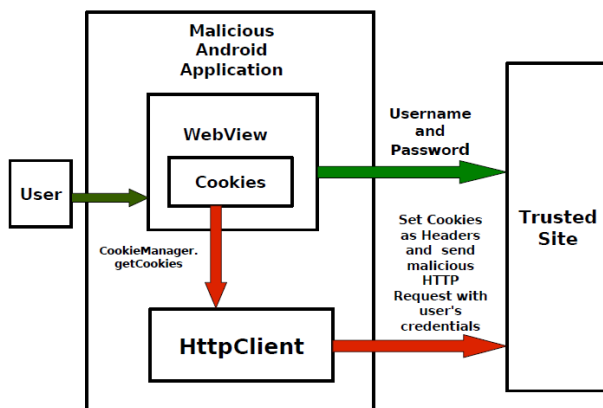 Malicious
Android
Application
WebView
Cookies
User
CookieManager.
getCookies
HttpClient
Username
and
Password
Set Cookies
as Headers
and send
malicious
HTTP
Request with
user's
credentials
Trusted
Site